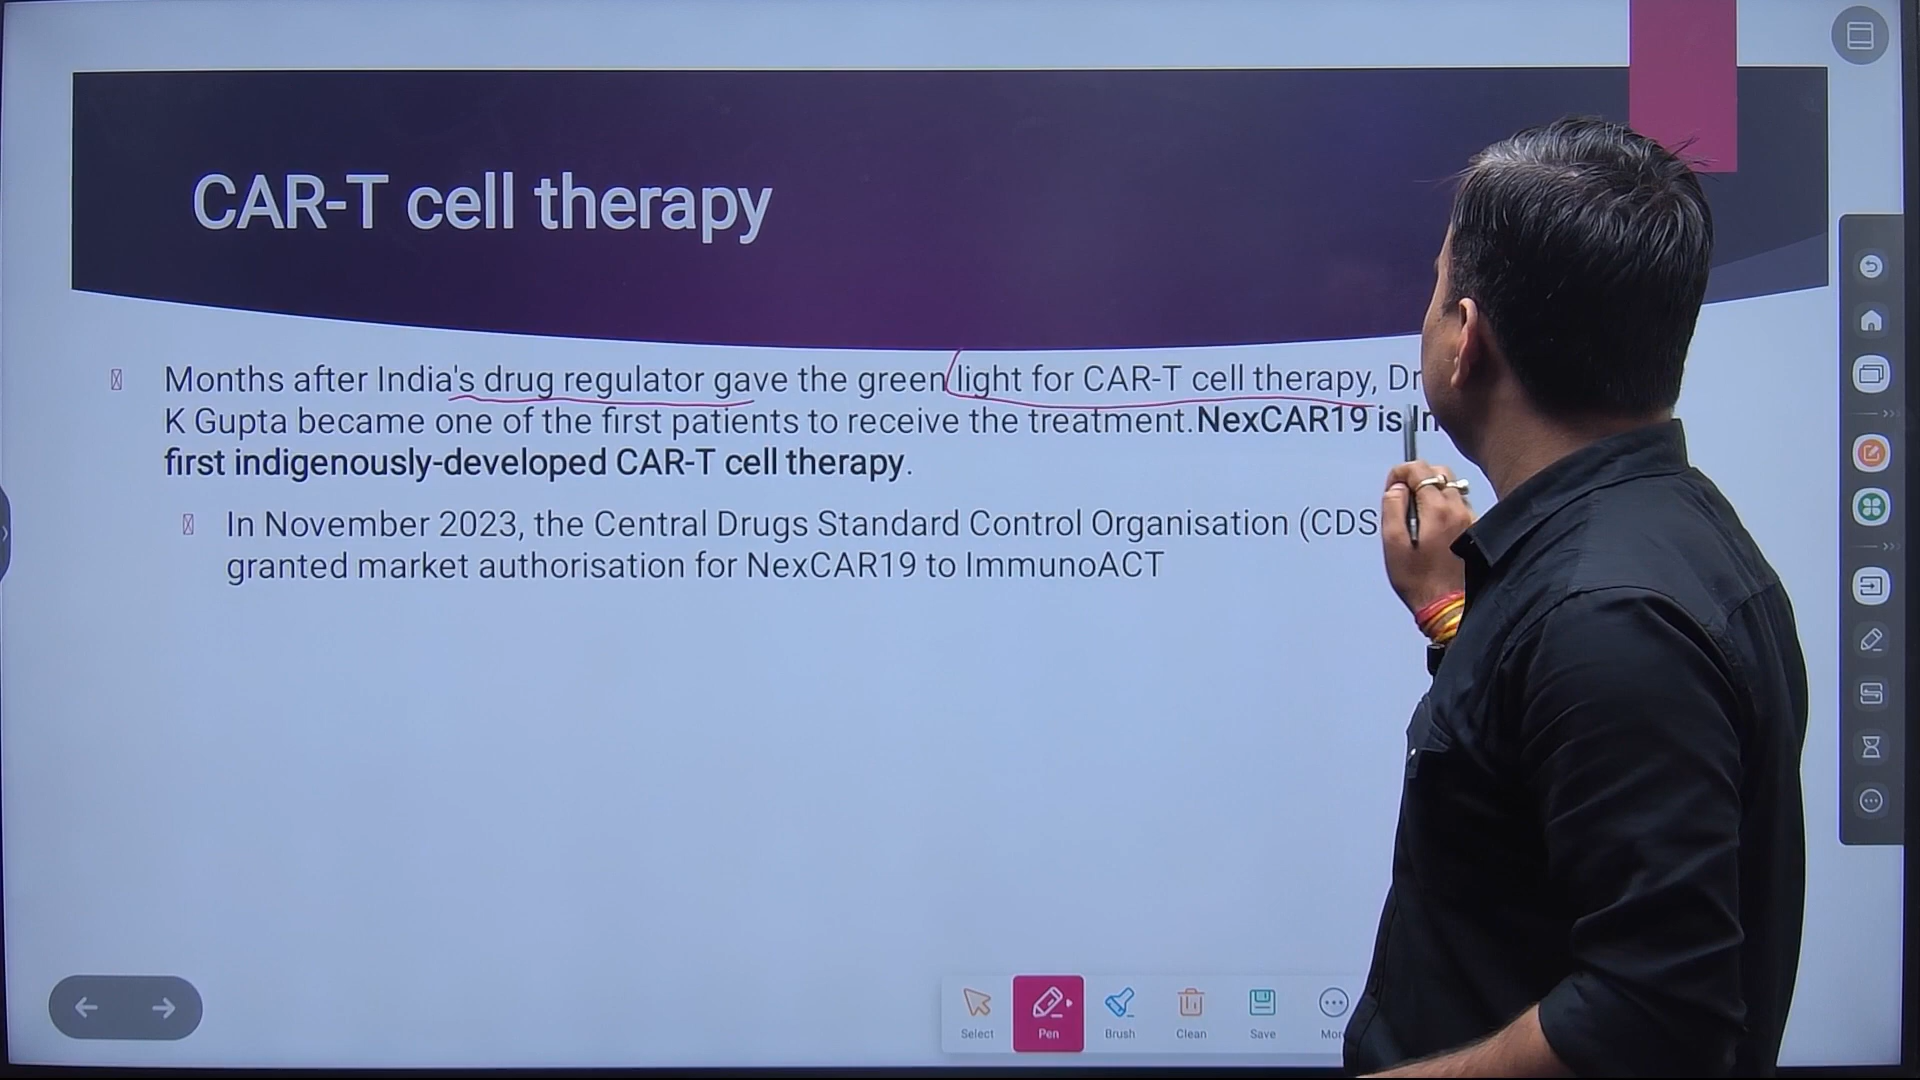 CAR-T cell therapy
Months after India's drug regulator gave the green light for CAR-T cell therapy, Dr
K Gupta became one of the first patients to receive the treatment. NexCAR19 is
first indigenously-developed CAR-T cell therapy.
In November 2023, the Central Drugs Standard Control Organisation (CDS
granted market authorisation for NexCAR19 to ImmunoACT
Select Pen Brush Clean Save More